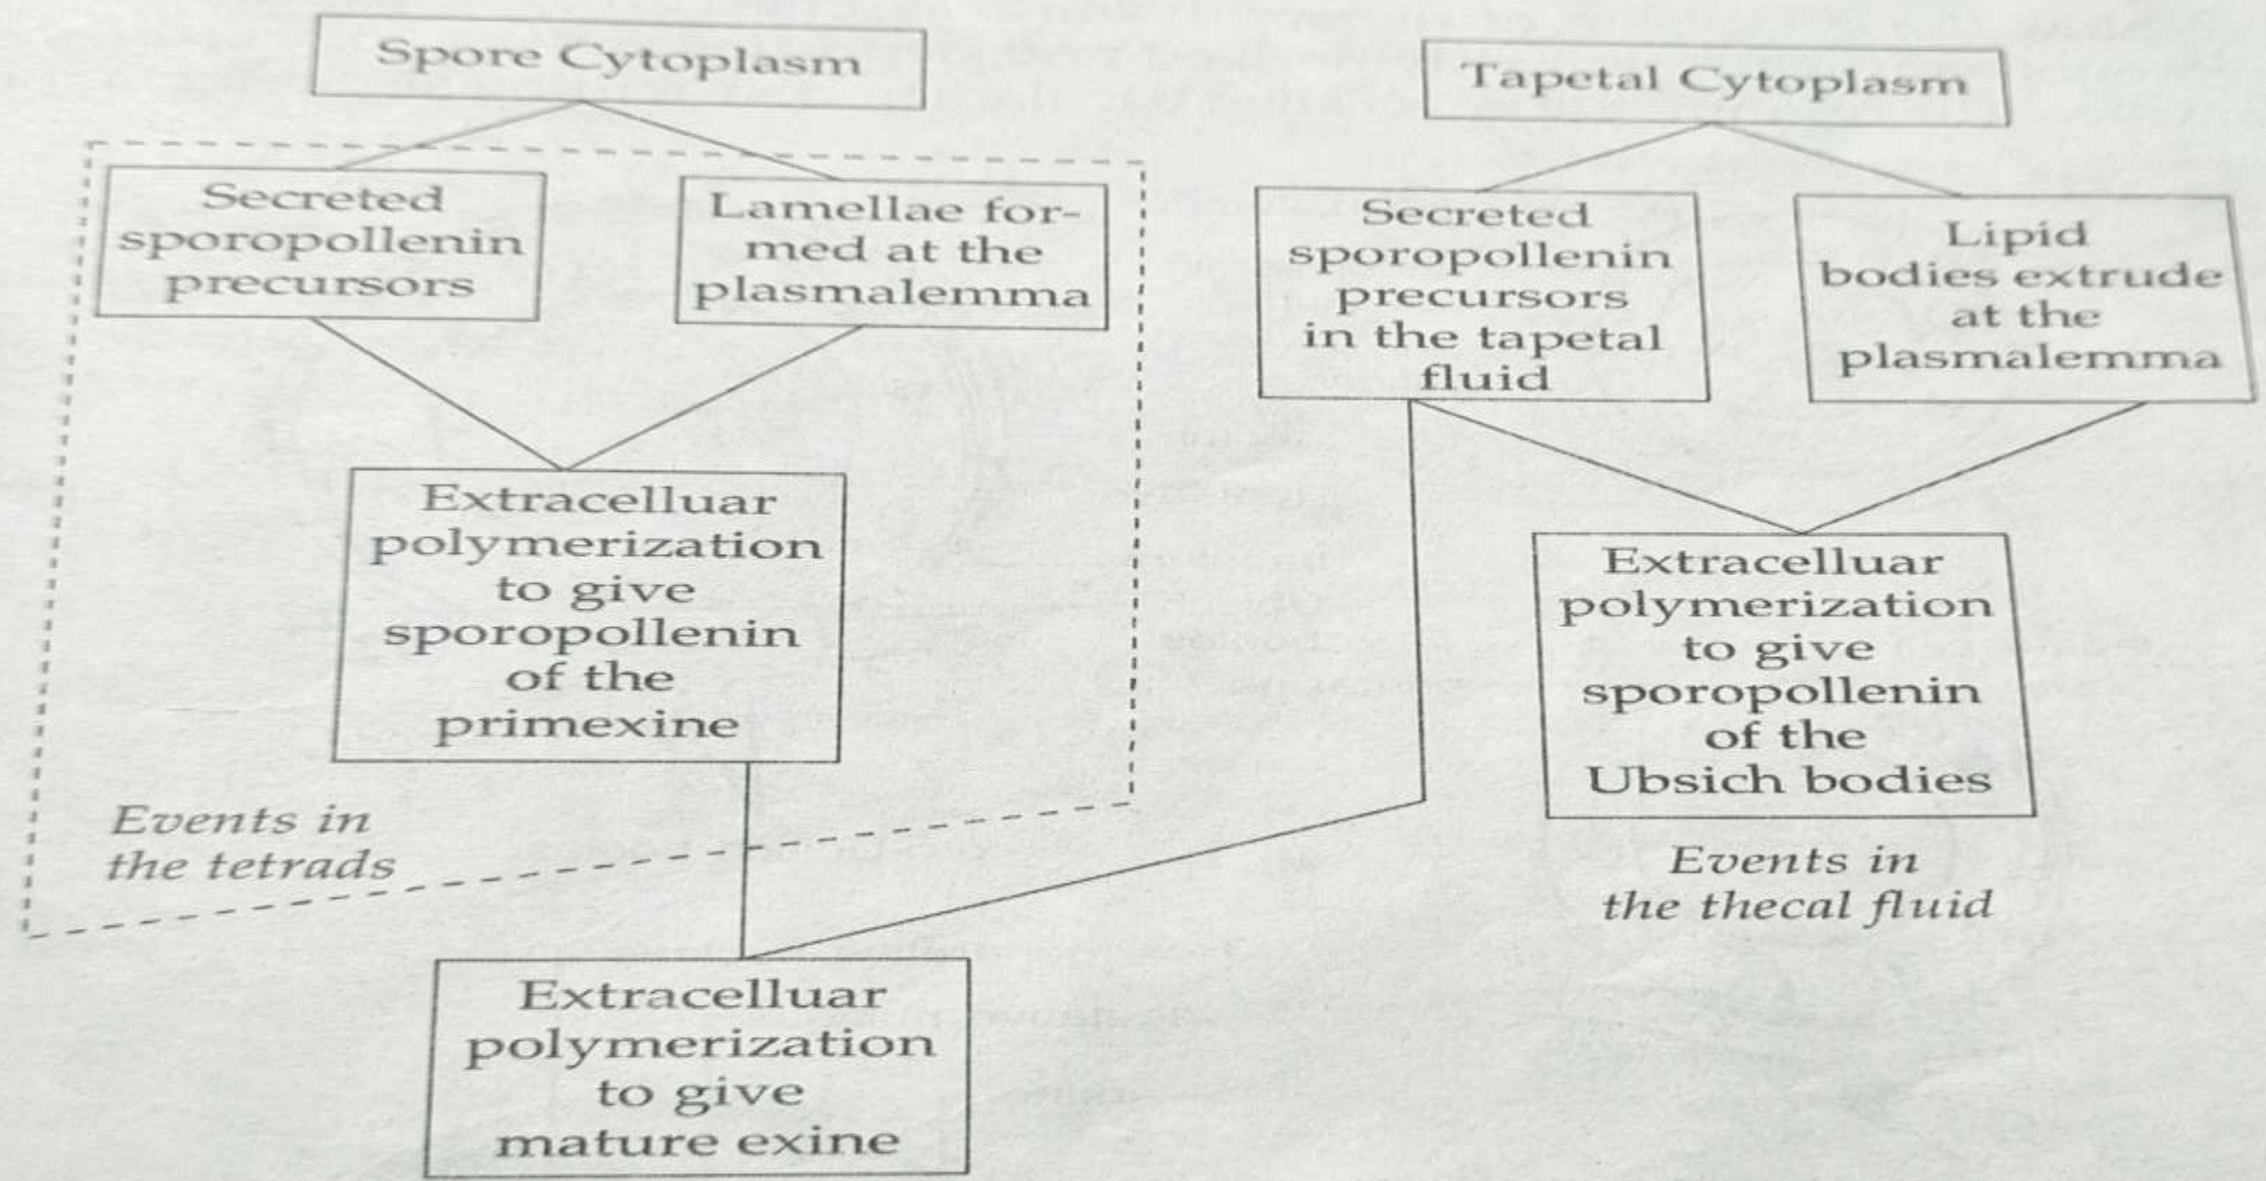 Spore Cytoplasm
Tapetal Cytoplasm
Secreted
sporopollenin
precursors
Lamellae for-
med at the
plasmalemma
Secreted
sporopollenin
precursors
in the tapetal
fluid
Lipid
bodies extrude
at the
plasmalemma
Extracelluar
polymerization
to give
sporopollenin
of the
primexine
Extracelluar
polymerization
to give
sporopollenin
of the
Ubsich bodies
Events in
the tetrads
Events in
the thecal fluid
Extracelluar
polymerization
to give
mature exine